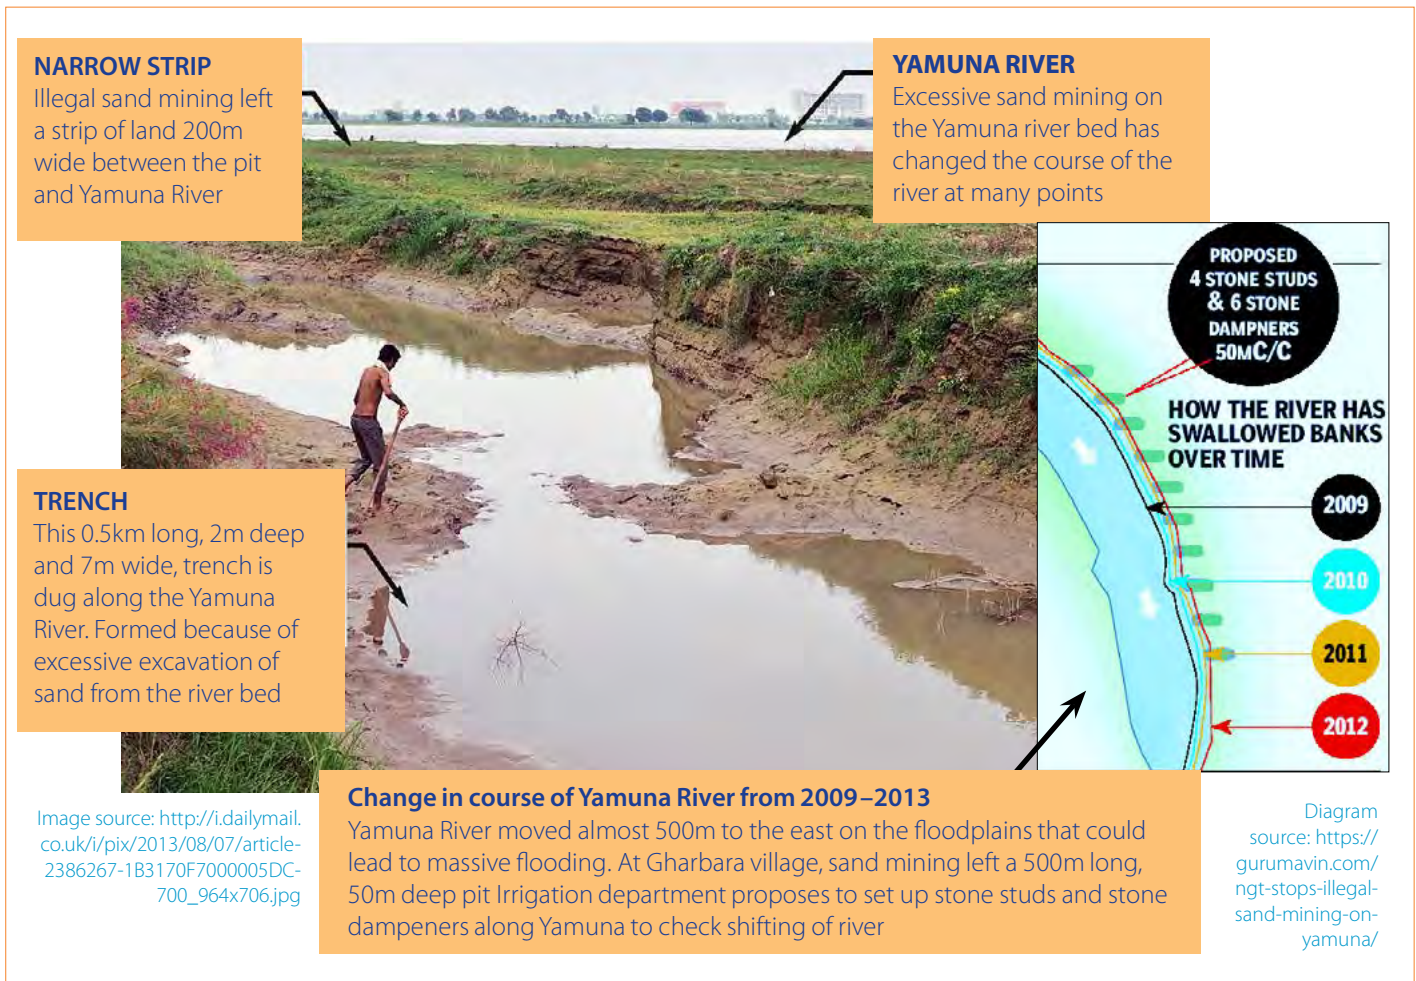 NARROW STRIP
Illegal sand mining left
a strip of land 200m
wide between the pit
and Yamuna River
YAMUNA RIVER
Excessive sand mining on
the Yamuna river bed has
changed the course of the
river at many points
PROPOSED
4 STONE STUDS
& 6 STONE
DAMPNERS
50MC/C
HOW THE RIVER HAS
SWALLOWED BANKS
OVER TIME
2009
2010
2011
2012
TRENCH
This 0.5km long, 2m deep
and 7m wide, trench is
dug along the Yamuna
River. Formed because of
excessive excavation of
sand from the river bed
Change in course of Yamuna River from 2009–2013
Yamuna River moved almost 500m to the east on the floodplains that could
lead to massive flooding. At Gharbara village, sand mining left a 500m long,
50m deep pit Irrigation department proposes to set up stone studs and stone
dampeners along Yamuna to check shifting of river
Image source: http://i.dailymail.
co.uk/i/pix/2013/08/07/article-
2386267-1B3170F7000005DC-
700_964x706.jpg
Diagram
source: https://
gurumavin.com/
ngt-stops-illegal-
sand-mining-on-
yamuna/